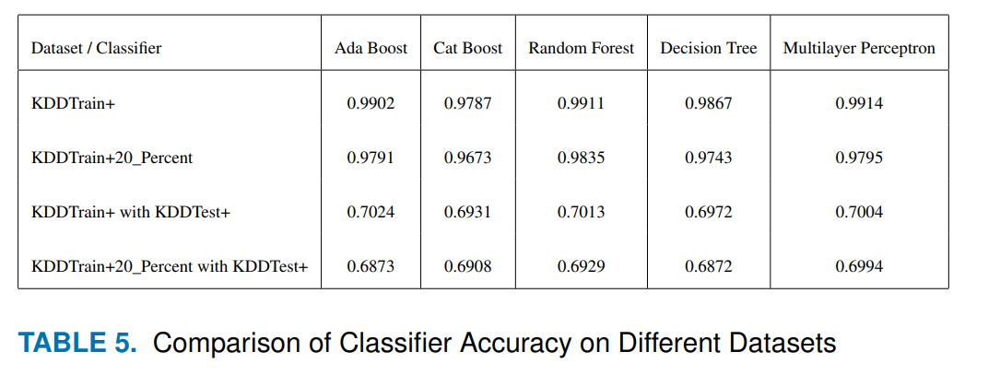 Dataset / Classifier Ada Boost Cat Boost Random Forest Decision Tree Multilayer Perceptron
KDDTrain+ 0.9902 0.9787 0.9911 0.9867 0.9914
KDDTrain+20_Percent 0.9791 0.9673 0.9835 0.9743 0.9795
KDDTrain+ with KDDTest+ 0.7024 0.6931 0.7013 0.6972 0.7004
KDDTrain+20_Percent with KDDTest+ 0.6873 0.6908 0.6929 0.6872 0.6994
TABLE 5. Comparison of Classifier Accuracy on Different Datasets